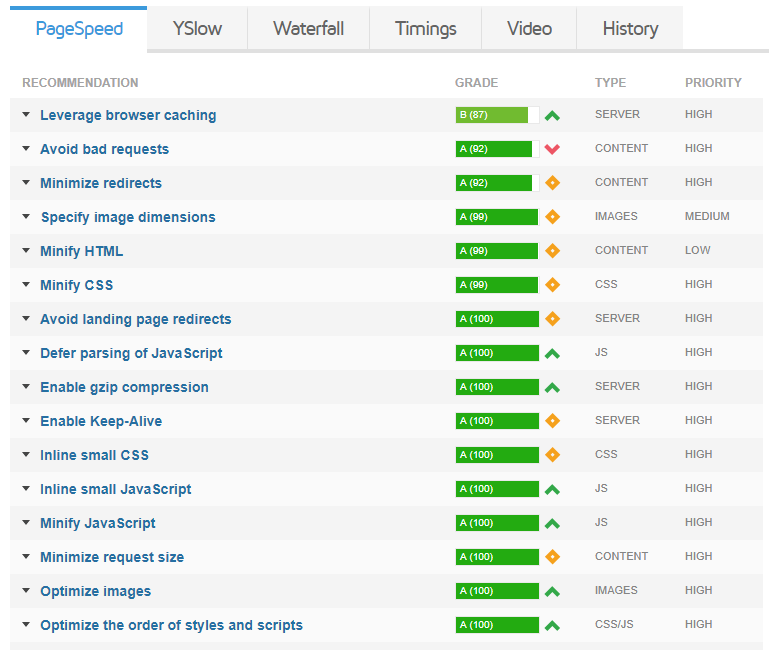 PageSpeed YSlow Waterfall Timings Video History
RECOMMENDATION GRADE TYPE PRIORITY
Leverage browser caching B (87) SERVER HIGH
Avoid bad requests A (92) CONTENT HIGH
Minimize redirects A (92) CONTENT HIGH
Specify image dimensions A (99) IMAGES MEDIUM
Minify HTML A (99) CONTENT LOW
Minify CSS A (99) CSS HIGH
Avoid landing page redirects A (100) SERVER HIGH
Defer parsing of JavaScript A (100) JS HIGH
Enable gzip compression A (100) SERVER HIGH
Enable Keep-Alive A (100) SERVER HIGH
Inline small CSS A (100) CSS HIGH
Inline small JavaScript A (100) JS HIGH
Minify JavaScript A (100) JS HIGH
Minimize request size A (100) CONTENT HIGH
Optimize images A (100) IMAGES HIGH
Optimize the order of styles and scripts A (100) CSS/JS HIGH